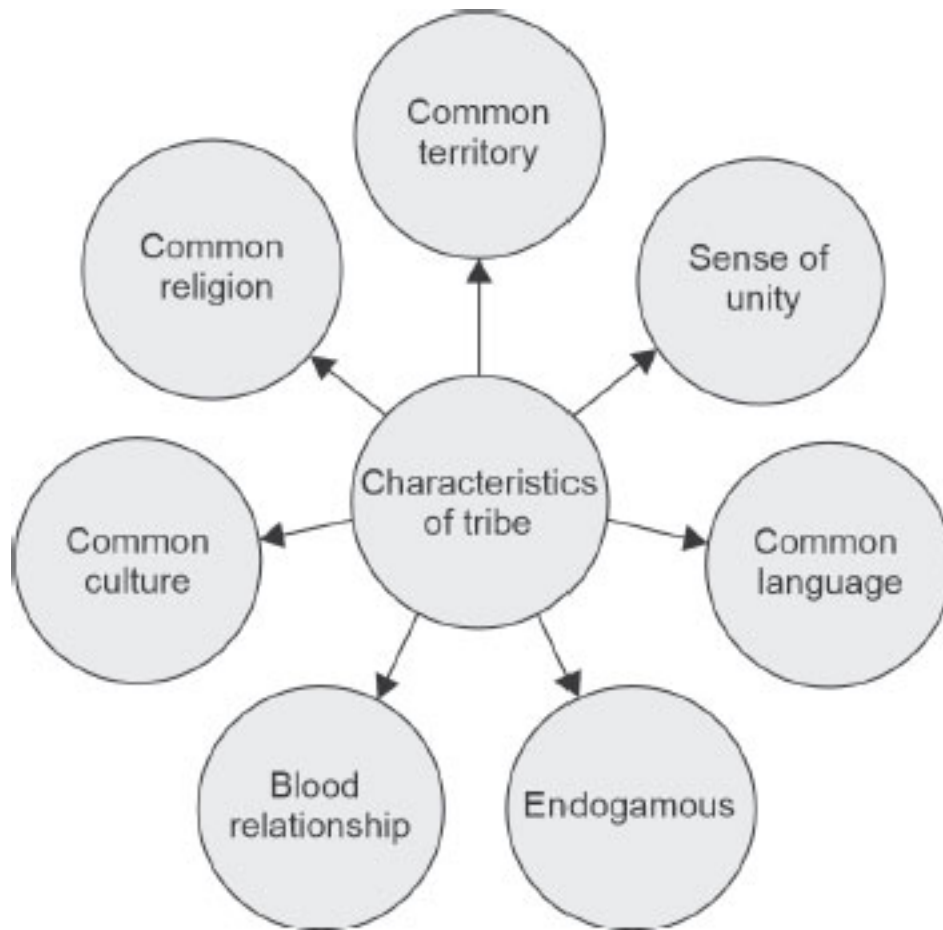 Common
territory
Sense of
unity
Common
language
Endogamous
Blood
relationship
Common
culture
Common
religion
Characteristics
of tribe